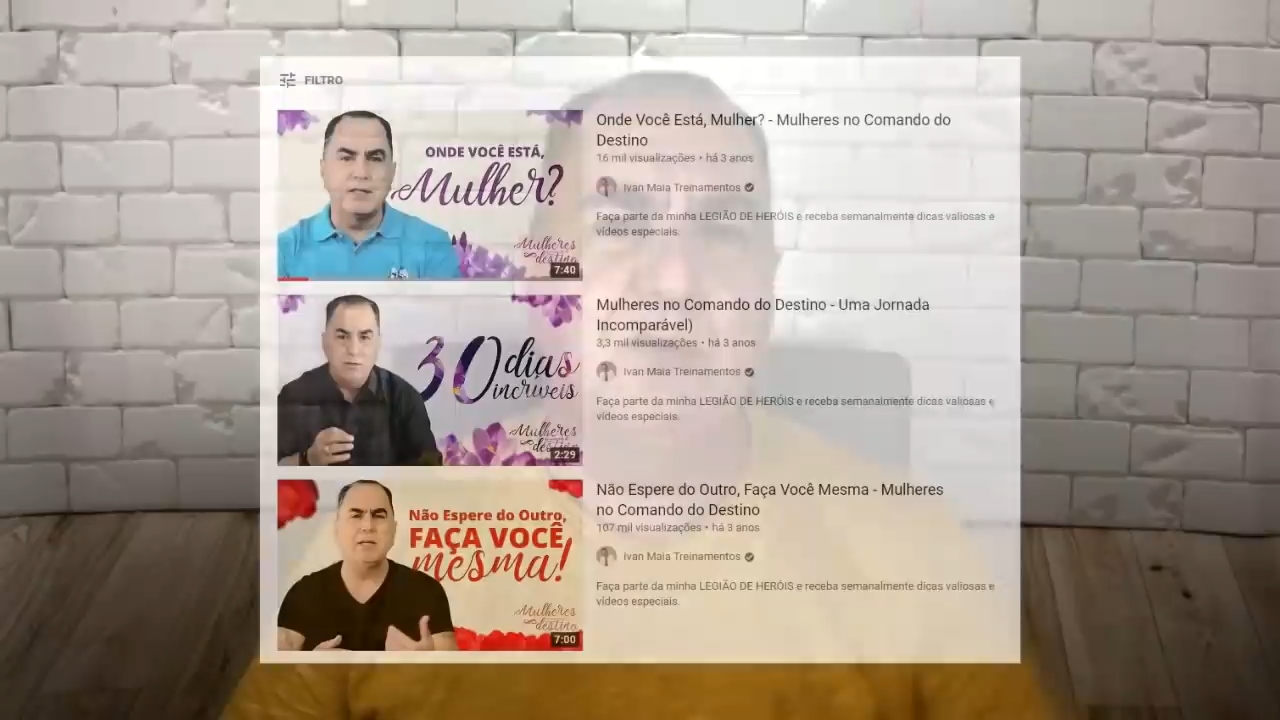 FILTRO
ONDE VOCÊ ESTÁ,
Mulher?
Mulheres
destino
7:40
Onde Você Está, Mulher? - Mulheres no Comando do
Destino
16 mil visualizações • há 3 anos
Ivan Maia Treinamentos
Faça parte da minha LEGIÃO DE HERÓIS e receba semanalmente dicas valiosas e
vídeos especiais.
30 dias
incríveis
Mulheres
destino
2:29
Mulheres no Comando do Destino - Uma Jornada
Incomparável)
3,3 mil visualizações • há 3 anos
Ivan Maia Treinamentos
Faça parte da minha LEGIÃO DE HERÓIS e receba semanalmente dicas valiosas e
vídeos especiais.
Não Espere do Outro,
FAÇA VOCÊ
mesma!
Mulheres
destino
7:00
Não Espere do Outro, Faça Você Mesma - Mulheres
no Comando do Destino
107 mil visualizações • há 3 anos
Ivan Maia Treinamentos
Faça parte da minha LEGIÃO DE HERÓIS e receba semanalmente dicas valiosas e
vídeos especiais.